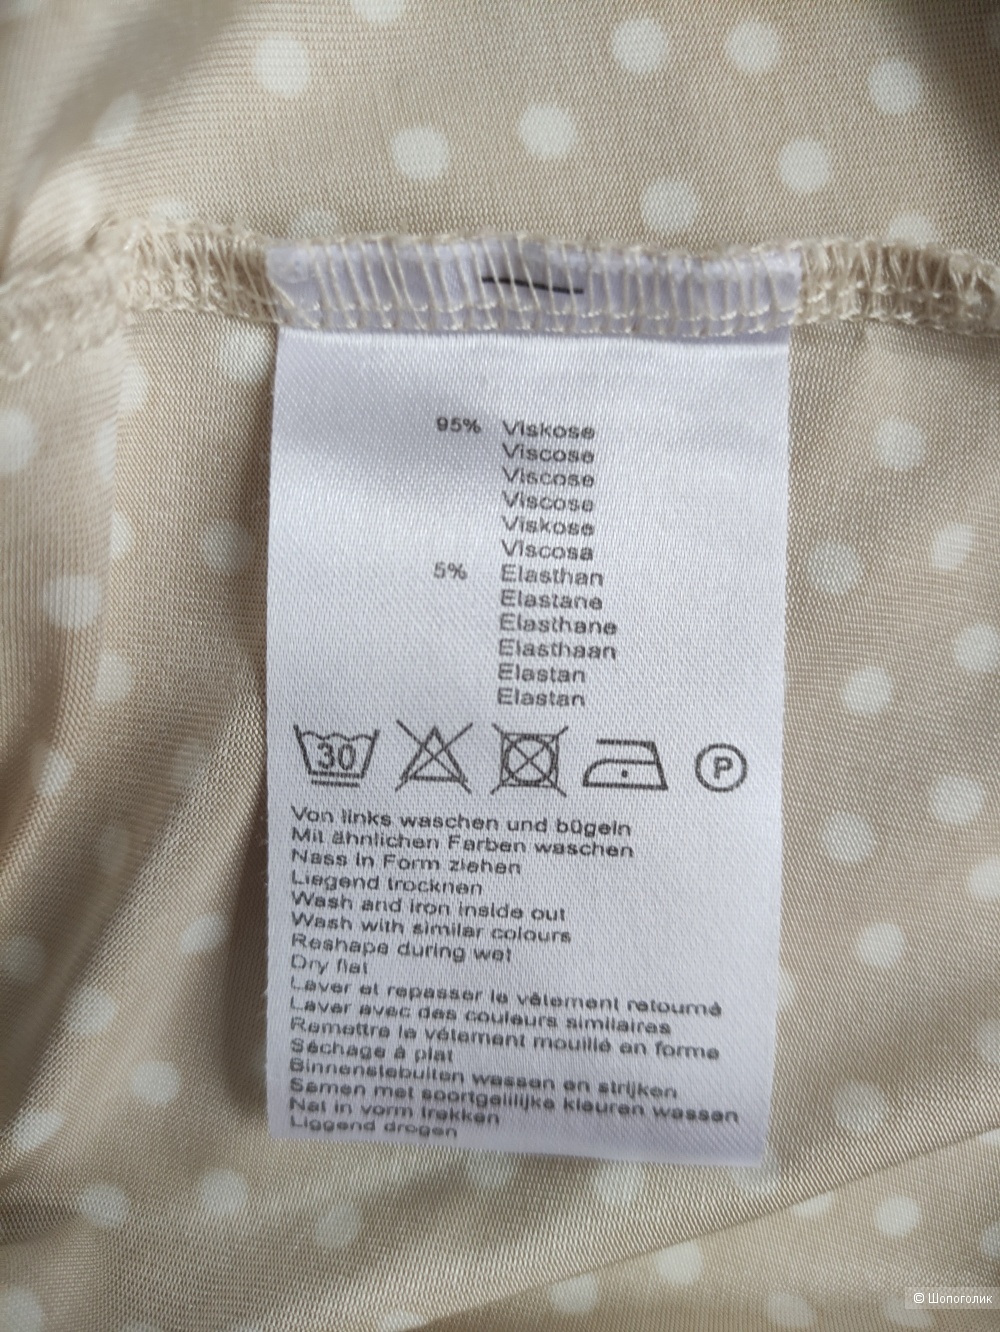 95% Viskose
Viscose
Viscose
Viscose
Viskose
Viscosa
5% Elasthan
Elastane
Elasthane
Elasthaan
Elastan
Elastan
30
P
Von links waschen und bügeln
Mit ähnlichen Farben waschen
Nass in Form ziehen
Liegend trocknen
Wash and iron inside out
Wash with similar colours
Reshape during wet
Dry flat
Laver et repasser le vêtement retourné
Laver avec des couleurs similaires
Remettre le vêtement mouillé en forme
Séchage à plat
Binnenstebuiten wassen en strijken
Samen met soortgelijke kleuren wassen
Nat in vorm trekken
Liggend drogen
© Шопоголик